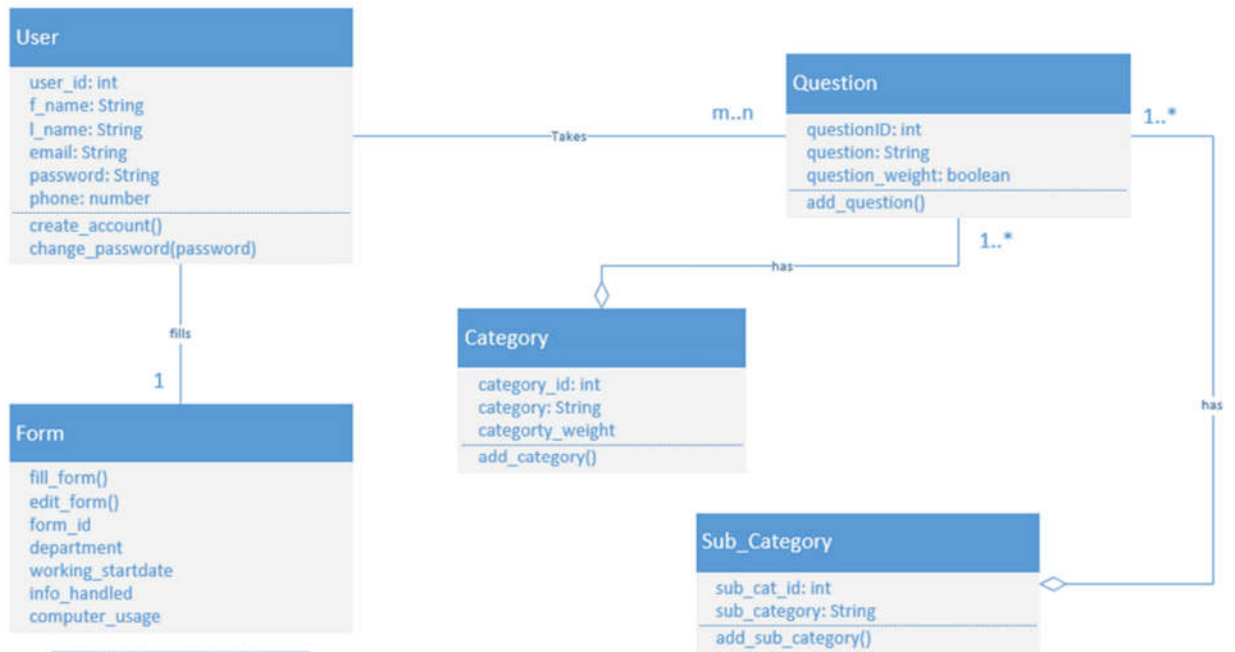 User
user_id: int
f_name: String
l_name: String
email: String
password: String
phone: number
create_account()
change_password(password)
Takes
m..n
Question
questionID: int
question: String
question_weight: boolean
add_question()
1..*
1..*
has
has
fills
1
Category
category_id: int
category: String
categorty_weight
add_category()
Form
fill_form()
edit_form()
form_id
department
working_startdate
info_handled
computer_usage
Sub_Category
sub_cat_id: int
sub_category: String
add_sub_category()